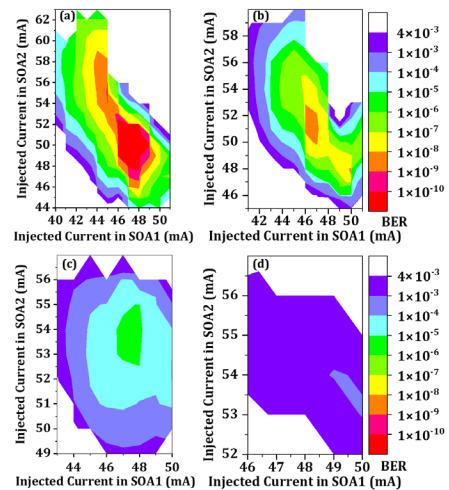 (a)
Injected Current in SOA2 (mA)
62
60
58
56
54
52
50
48
46
44
40 42 44 46 48 50
Injected Current in SOA1 (mA)
(b)
Injected Current in SOA2 (mA)
58
56
54
52
50
48
46
42 44 46 48 50
Injected Current in SOA1 (mA)
4×10⁻³
1×10⁻³
1×10⁻⁴
1×10⁻⁵
1×10⁻⁶
1×10⁻⁷
1×10⁻⁸
1×10⁻⁹
1×10⁻¹⁰
BER
(c)
Injected Current in SOA2 (mA)
56
55
54
53
52
51
50
49
44 46 48 50
Injected Current in SOA1 (mA)
(d)
Injected Current in SOA2 (mA)
56
55
54
53
52
46 47 48 49 50
Injected Current in SOA1 (mA)
4×10⁻³
1×10⁻³
1×10⁻⁴
1×10⁻⁵
1×10⁻⁶
1×10⁻⁷
1×10⁻⁸
1×10⁻⁹
1×10⁻¹⁰
BER